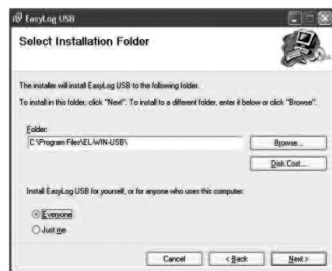 EasyLog USB
Select Installation Folder
The installer will install EasyLog USB to the following folder.
To install in this folder, click "Next". To install to a different folder, enter it below or click "Browse".
Folder:
C:\Program Files\EL-WIN-USB\
Browse...
Disk Cost...
Install EasyLog USB for yourself, or for anyone who uses this computer:
Everyone
Just me
Cancel
< Back
Next >